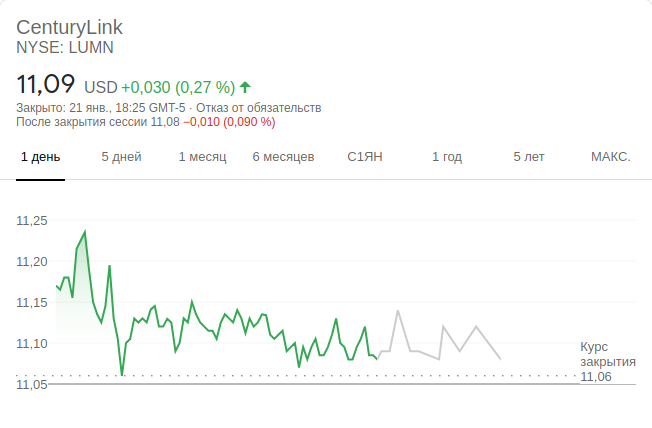 CenturyLink
NYSE: LUMN
11,09 USD +0,030 (0,27 %)
Закрыто: 21 янв., 18:25 GMT-5 · Отказ от обязательств
После закрытия сессии 11,08 −0,010 (0,090 %)
1 день 5 дней 1 месяц 6 месяцев С1ЯН 1 год 5 лет МАКС.
11,25
11,20
11,15
11,10
Курс
закрытия
11,06
11,05